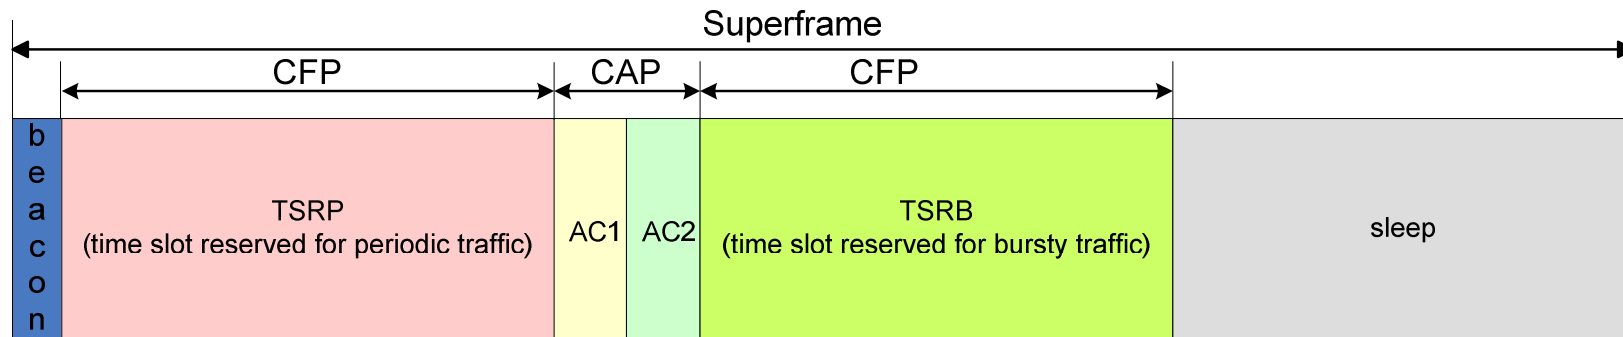 Superframe
CFP
CAP
CFP
beacon
TSRP
(time slot reserved for periodic traffic)
AC1
AC2
TSRB
(time slot reserved for bursty traffic)
sleep